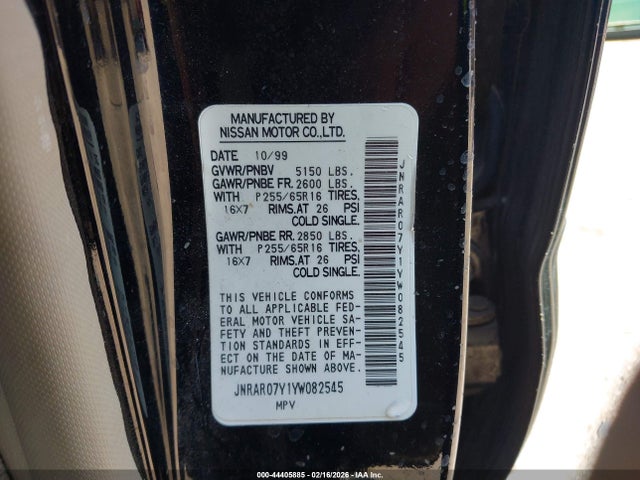 MANUFACTURED BY
NISSAN MOTOR CO.,LTD.
DATE 10/99
GVWR/PNBV 5150 LBS.
GAWR/PNBE FR. 2600 LBS.
WITH P255/65R16 TIRES,
16X7 RIMS,AT 26 PSI
COLD SINGLE.
GAWR/PNBE RR. 2850 LBS.
WITH P255/65R16 TIRES,
16X7 RIMS,AT 26 PSI
COLD SINGLE.
THIS VEHICLE CONFORMS
TO ALL APPLICABLE FED-
ERAL MOTOR VEHICLE SA-
FETY AND THEFT PREVEN-
TION STANDARDS IN EFF-
ECT ON THE DATE OF MA-
NUFACTURE SHOWN ABOVE.
JNRAR07Y1YW082545
MPV
JNRAR07Y1YW082545
000-44405885 - 02/16/2026 - COPYRIGHT IAA, LLC.